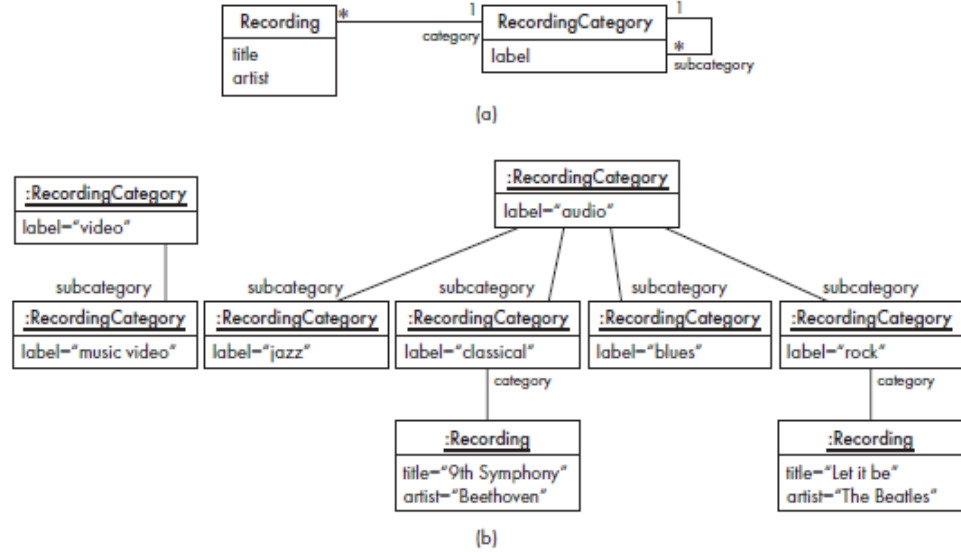 Recording
*
1
RecordingCategory
1
category
title
artist
label
*
subcategory
(a)
:RecordingCategory
label="audio"
:RecordingCategory
label="video"
subcategory
subcategory
subcategory
subcategory
subcategory
:RecordingCategory
:RecordingCategory
:RecordingCategory
:RecordingCategory
:RecordingCategory
label="music video"
label="jazz"
label="classical"
label="blues"
label="rock"
category
category
:Recording
:Recording
title="9th Symphony"
artist="Beethoven"
title="Let it be"
artist="The Beatles"
(b)